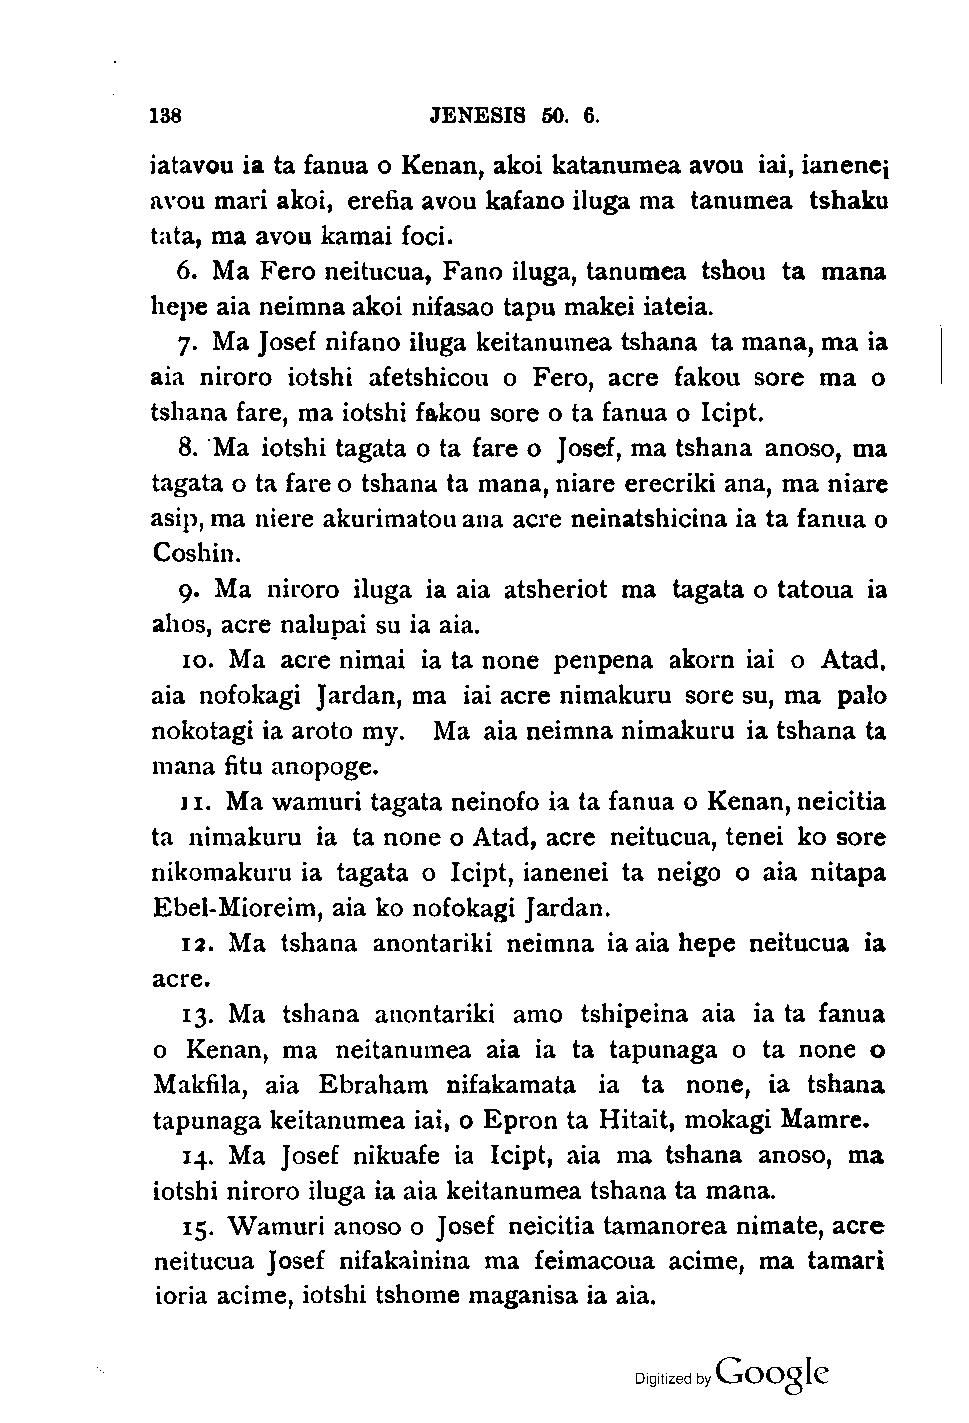 138 JENESIS 50. 6.
iatavou ia ta fanua o Kenan, akoi katanumea avou iai, ianenei
avou mari akoi, erefia avou kafano iluga ma tanumea tshaku
tata, ma avou kamai foci.
6. Ma Fero neitucua, Fano iluga, tanumea tshou ta mana
hepe aia neimna akoi nifasao tapu makei iateia.
7. Ma Josef nifano iluga keitanumea tshana ta mana, ma ia
aia niroro iotshi afetshicou o Fero, acre fakou sore ma o
tshana fare, ma iotshi fakou sore o ta fanua o Icipt.
8. Ma iotshi tagata o ta fare o Josef, ma tshana anoso, ma
tagata o ta fare o tshana ta mana, niare erecriki ana, ma niare
asip, ma niere akurimatou ana acre neinatshicina ia ta fanua o
Coshin.
9. Ma niroro iluga ia aia atsheriot ma tagata o tatoua ia
ahos, acre nalupai su ia aia.
10. Ma acre nimai ia ta none penpena akorn iai o Atad,
aia nofokagi Jardan, ma iai acre nimakuru sore su, ma palo
nokotagi ia aroto my. Ma aia neimna nimakuru ia tshana ta
mana fitu anopoge.
11. Ma wamuri tagata neinofo ia ta fanua o Kenan, neicitia
ta nimakuru ia ta none o Atad, acre neitucua, tenei ko sore
nikomakuru ia tagata o Icipt, ianenei ta neigo o aia nitapa
Ebel-Mioreim, aia ko nofokagi Jardan.
12. Ma tshana anontariki neimna ia aia hepe neitucua ia
acre.
13. Ma tshana anontariki amo tshipeina aia ia ta fanua
o Kenan, ma neitanumea aia ia ta tapunaga o ta none o
Makfila, aia Ebraham nifakamata ia ta none, ia tshana
tapunaga keitanumea iai, o Epron ta Hitait, mokagi Mamre.
14. Ma Josef nikuafe ia Icipt, aia ma tshana anoso, ma
iotshi niroro iluga ia aia keitanumea tshana ta mana.
15. Wamuri anoso o Josef neicitia tamanorea nimate, acre
neitucua Josef nifakainina ma feimacoua acime, ma tamari
ioria acime, iotshi tshome maganisa ia aia.
Digitized by Google